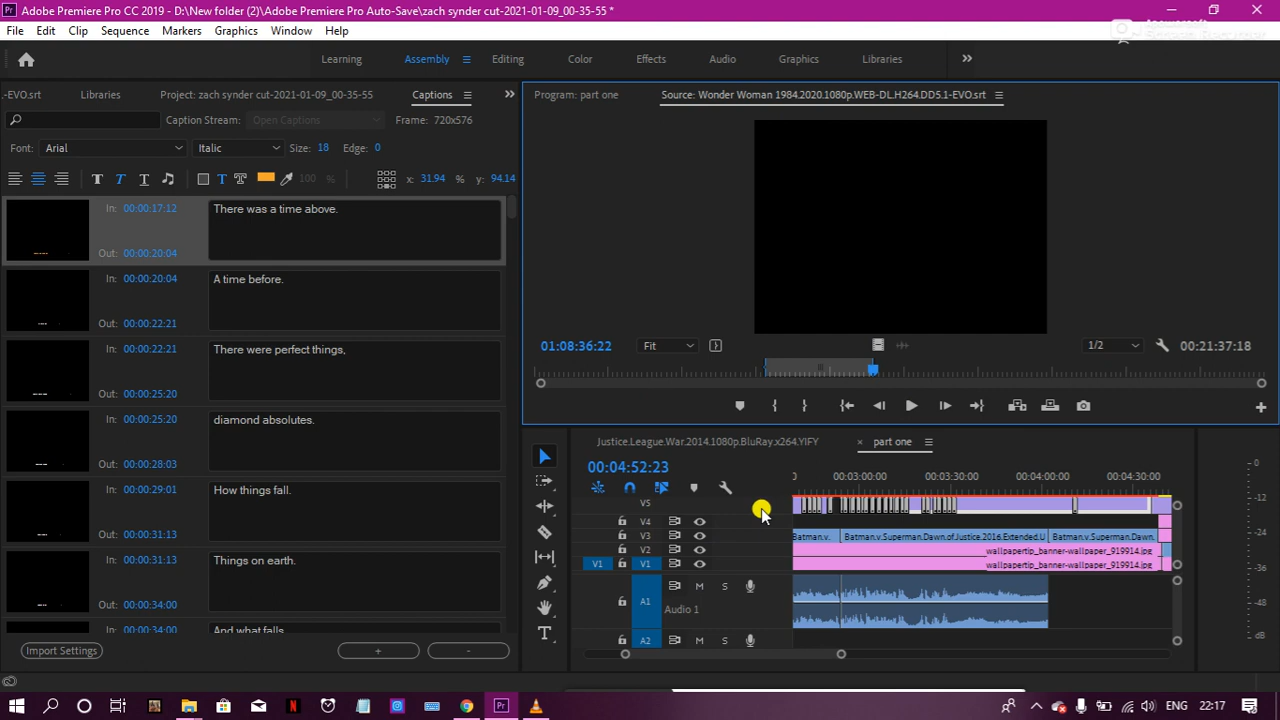 Adobe Premiere Pro CC 2019 - D:\New folder (2)\Adobe Premiere Pro Auto-Save\zach synder cut-2021-01-09_00-35-55 *
File Edit Clip Sequence Markers Graphics Window Help
Learning Assembly Editing Color Effects Audio Graphics Libraries
.-EVO.srt Libraries Project: zach synder cut-2021-01-09_00-35-55 Captions
Program: part one Source: Wonder Woman 1984.2020.1080p.WEB-DL.H264.DD5.1-EVO.srt
Caption Stream: Open Captions Frame: 720x576
Font: Arial Italic Size: 18 Edge: 0
100 % x: 31.94 % y: 94.14
In: 00:00:17:12 There was a time above.
Out: 00:00:20:04
In: 00:00:20:04 A time before.
Out: 00:00:22:21
In: 00:00:22:21 There were perfect things,
Out: 00:00:25:20
In: 00:00:25:20 diamond absolutes.
Out: 00:00:28:03
In: 00:00:29:01 How things fall.
Out: 00:00:31:13
In: 00:00:31:13 Things on earth.
Out: 00:00:34:00
In: 00:00:34:00 And what falls
Import Settings + -
01:08:36:22 Fit 1/2 00:21:37:18
Justice.League.War.2014.1080p.BluRay.x264.YIFY × part one
00:04:52:23
00:03:00:00 00:03:30:00 00:04:00:00 00:04:30:00
V5
V4
V3 Batman.v. Batman.v.Superman.Dawn.of.Justice.2016.Extended.U Batman.v.Superman.Dawn.
V2 wallpapertip_banner-wallpaper_919914.jpg
V1 V1 wallpapertip_banner-wallpaper_919914.jpg
A1 M S
Audio 1
A2 M S
0
-6
-12
-18
-24
-30
-36
ENG 22:17